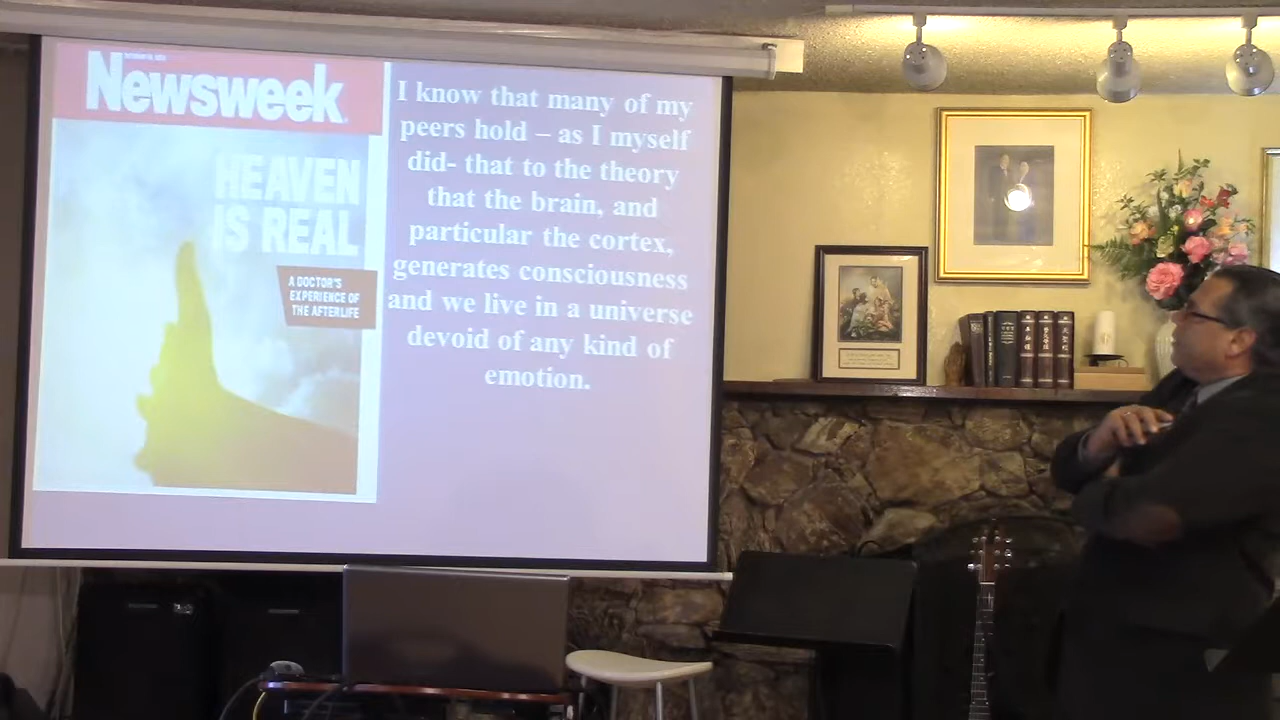 Newsweek
HEAVEN
IS REAL
A DOCTOR'S
EXPERIENCE OF
THE AFTERLIFE
I know that many of my
peers hold – as I myself
did- that to the theory
that the brain, and
particular the cortex,
generates consciousness
and we live in a universe
devoid of any kind of
emotion.